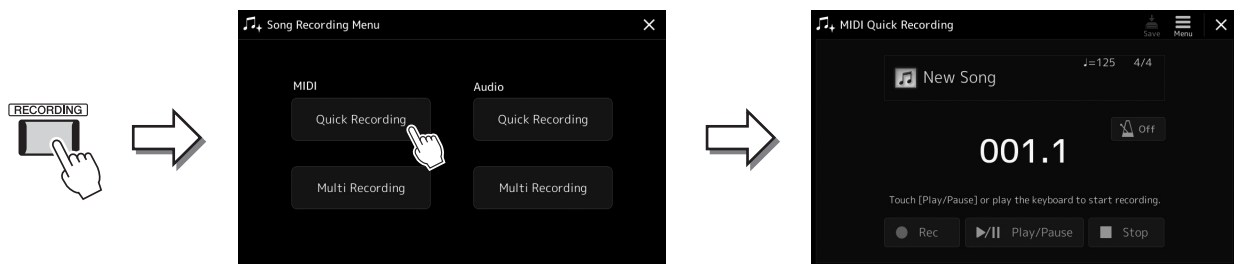 RECORDING
Song Recording Menu
MIDI
Audio
Quick Recording
Quick Recording
Multi Recording
Multi Recording
MIDI Quick Recording
Save
Menu
New Song
♩=125 4/4
Off
001.1
Touch [Play/Pause] or play the keyboard to start recording.
Rec
Play/Pause
Stop